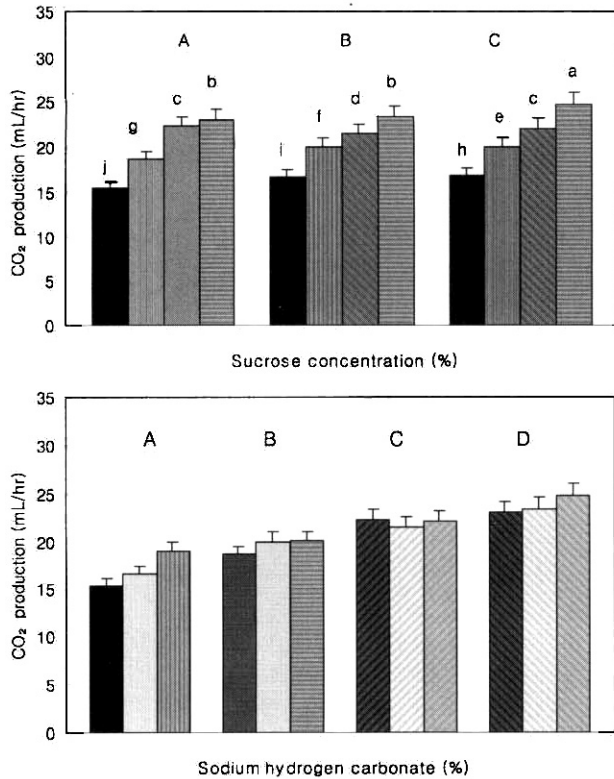 35
30
25
20
15
10
5
0
CO₂ production (mL/hr)
A B C
j g c b i f d b h e c a
Sucrose concentration (%)
35
30
25
20
15
10
5
0
CO₂ production (mL/hr)
A B C D
Sodium hydrogen carbonate (%)